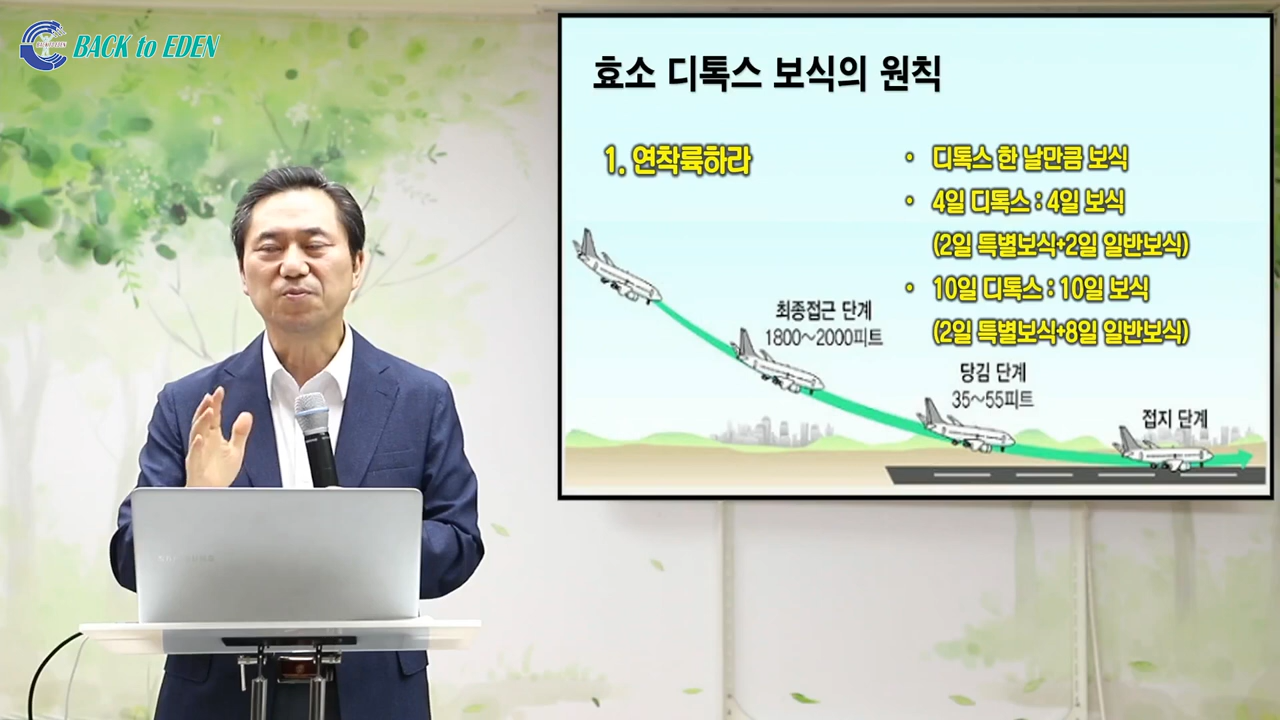 BACK to EDEN
효소 디톡스 보식의 원칙
1. 연착륙하라
• 디톡스 한 날만큼 보식
• 4일 디톡스 : 4일 보식
(2일 특별보식+2일 일반보식)
• 10일 디톡스 : 10일 보식
(2일 특별보식+8일 일반보식)
최종접근 단계
1800~2000피트
당김 단계
35~55피트
접지 단계